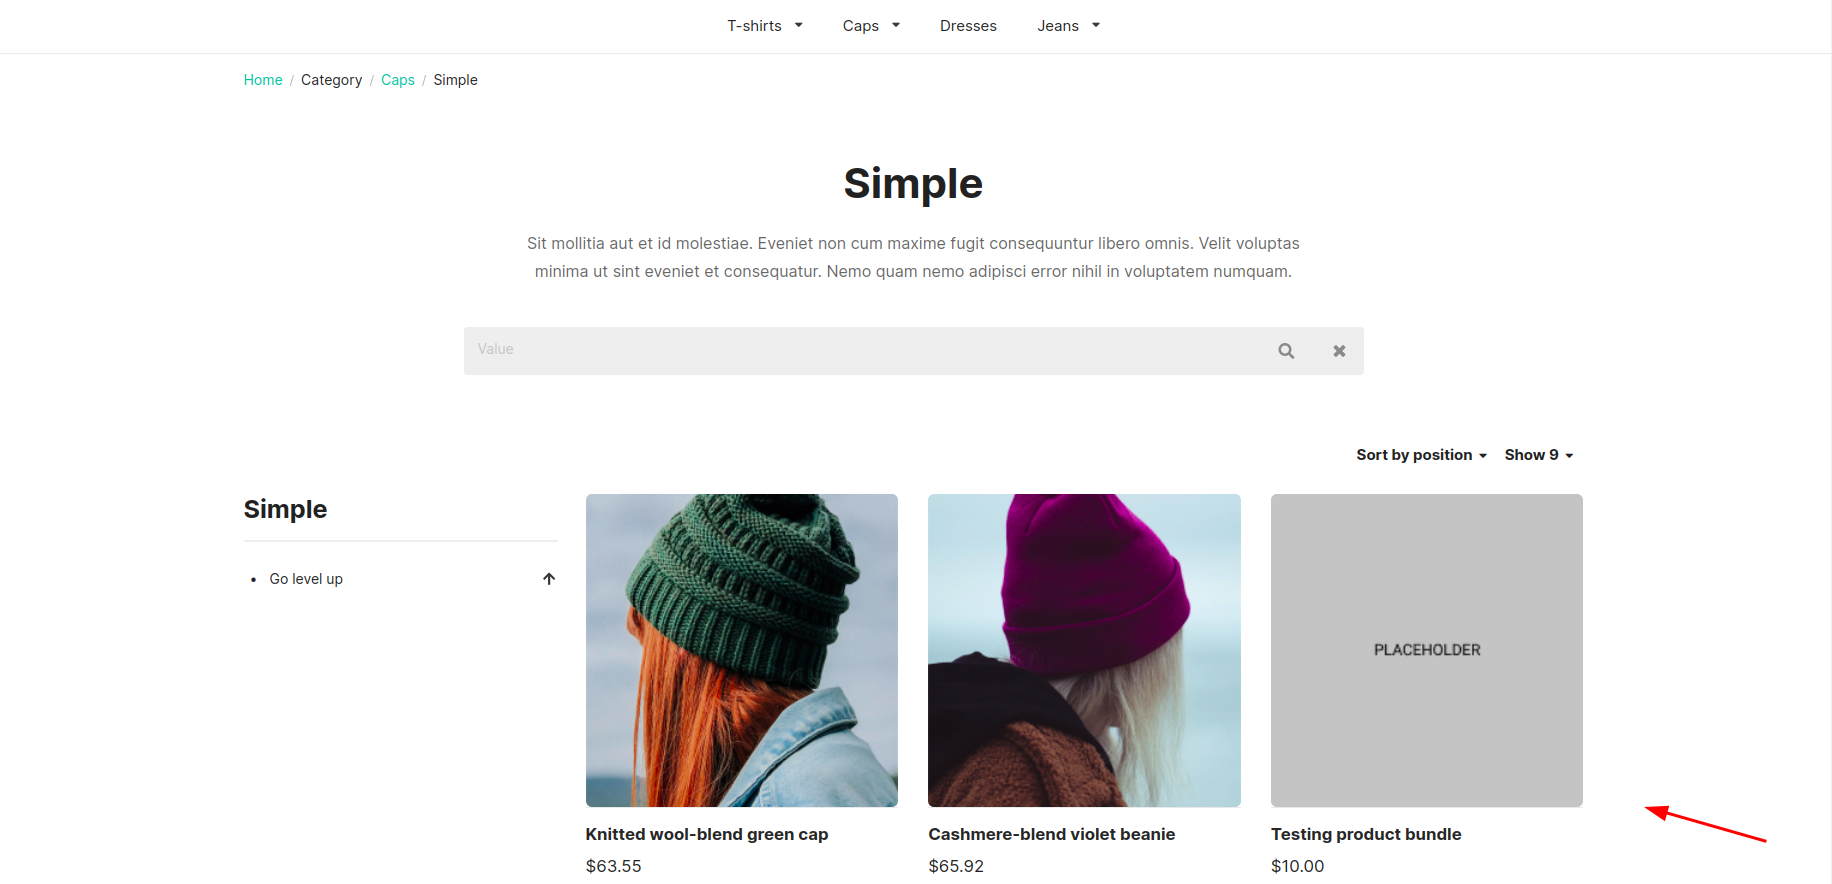 T-shirts Caps Dresses Jeans
Home / Category / Caps / Simple
Simple
Sit mollitia aut et id molestiae. Eveniet non cum maxime fugit consequuntur libero omnis. Velit voluptas
minima ut sint eveniet et consequatur. Nemo quam nemo adipisci error nihil in voluptatem numquam.
Value
Sort by position Show 9
Simple
Go level up
PLACEHOLDER
Knitted wool-blend green cap
$63.55
Cashmere-blend violet beanie
$65.92
Testing product bundle
$10.00